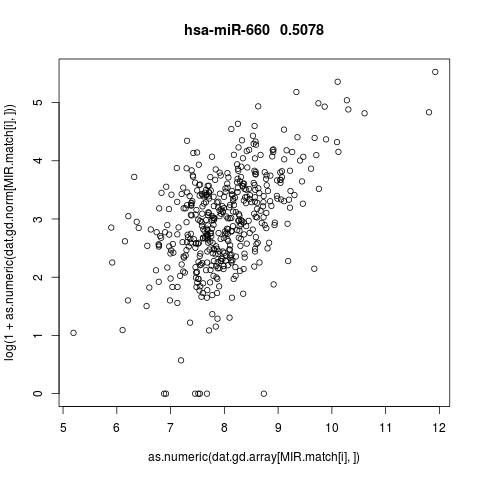 hsa-miR-660 0.5078
log(1 + as.numeric(dat.gd.norm[MIR.match[i], ]))
5
4
3
2
1
0
5 6 7 8 9 10 11 12
as.numeric(dat.gd.array[MIR.match[i], ])